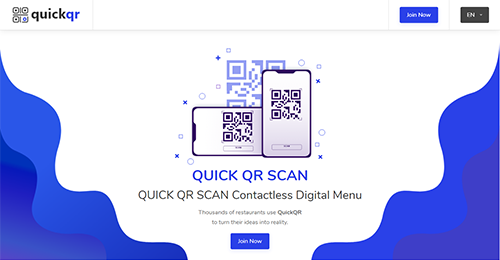 quickqr
Join Now
EN
QUICK QR SCAN
QUICK QR SCAN Contactless Digital Menu
Thousands of restaurants use QuickQR
to turn their ideas into reality.
Join Now